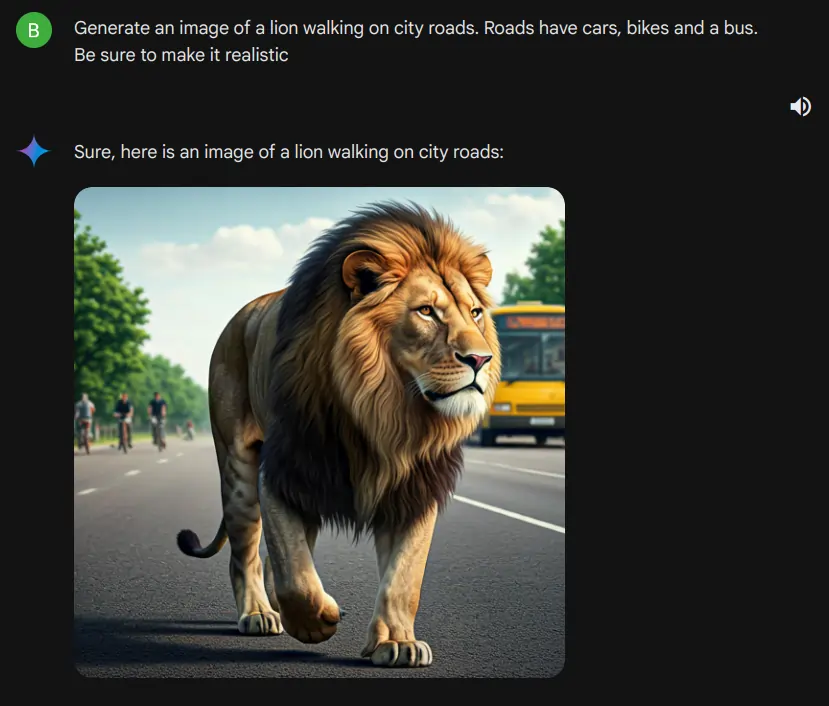 B
Generate an image of a lion walking on city roads. Roads have cars, bikes and a bus.
Be sure to make it realistic
Sure, here is an image of a lion walking on city roads: